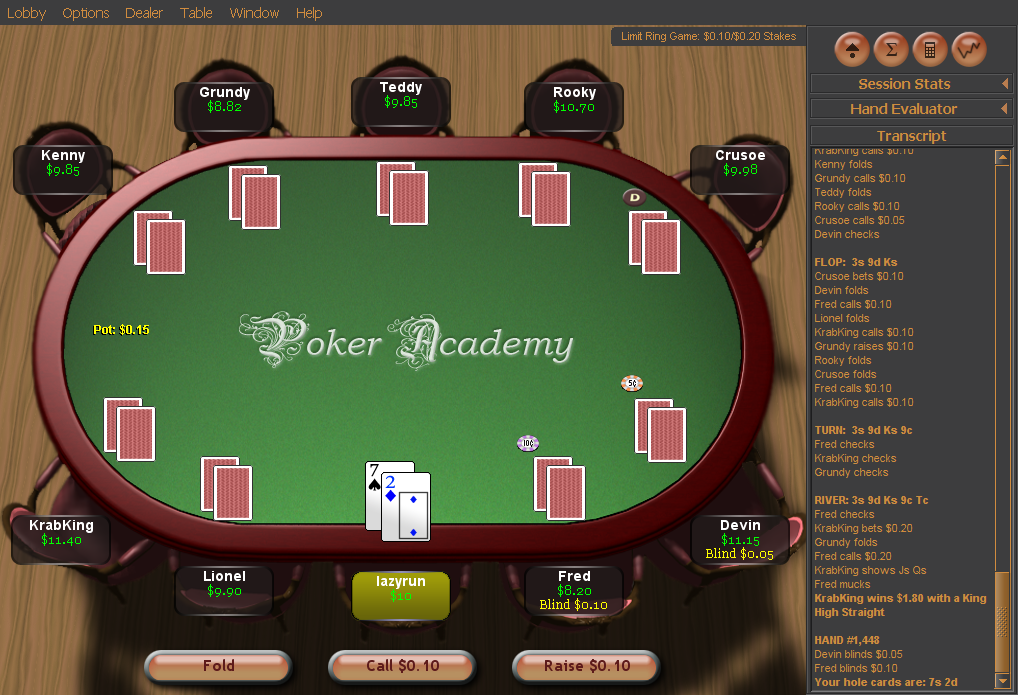 Lobby Options Dealer Table Window Help
Limit Ring Game: $0.10/$0.20 Stakes
Grundy
$8.82
Teddy
$9.85
Rooky
$10.70
Kenny
$9.85
Crusoe
$9.98
D
Pot: $0.15
Poker Academy
5¢
10¢
7
2
KrabKing
$11.40
Lionel
$9.90
lazyrun
$10
Fred
$8.20
Blind $0.10
Devin
$11.15
Blind $0.05
Fold
Call $0.10
Raise $0.10
Σ
Session Stats
Hand Evaluator
Transcript
KrabKing calls $0.10
Kenny folds
Grundy calls $0.10
Teddy folds
Rooky calls $0.10
Crusoe calls $0.05
Devin checks
FLOP: 3s 9d Ks
Crusoe bets $0.10
Devin folds
Fred calls $0.10
Lionel folds
KrabKing calls $0.10
Grundy raises $0.10
Rooky folds
Crusoe folds
Fred calls $0.10
KrabKing calls $0.10
TURN: 3s 9d Ks 9c
Fred checks
KrabKing checks
Grundy checks
RIVER: 3s 9d Ks 9c Tc
Fred checks
KrabKing bets $0.20
Grundy folds
Fred calls $0.20
KrabKing shows Js Qs
Fred mucks
KrabKing wins $1.80 with a King
High Straight
HAND #1,448
Devin blinds $0.05
Fred blinds $0.10
Your hole cards are: 7s 2d